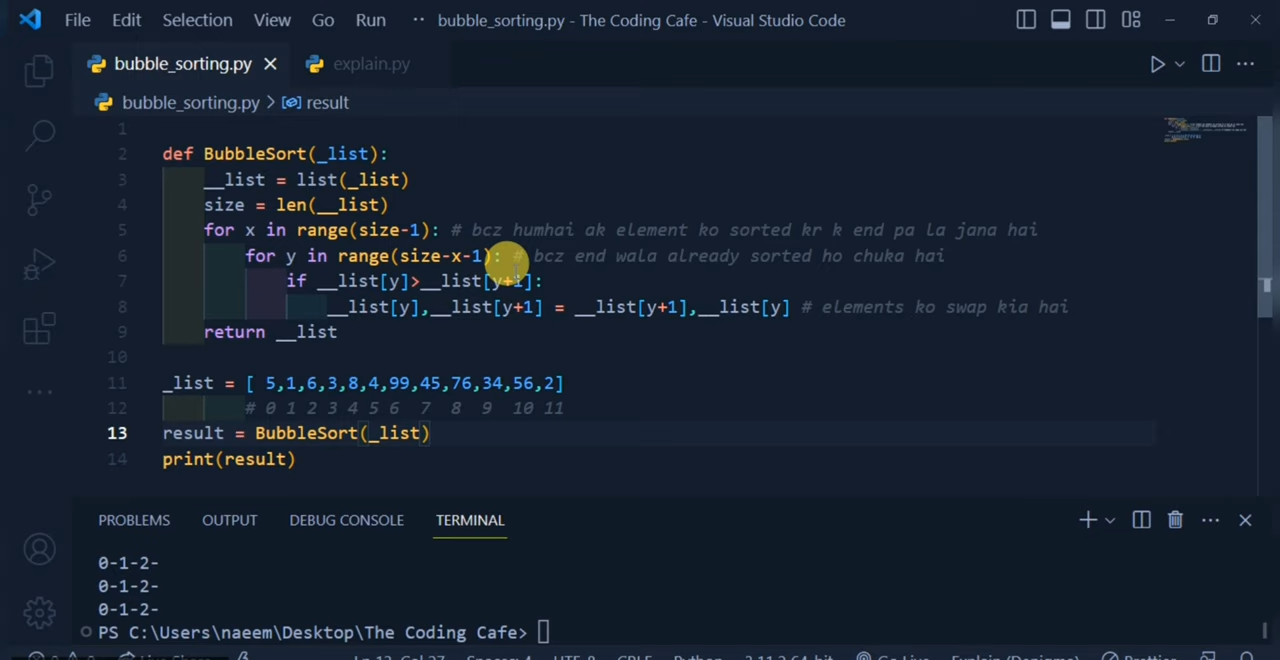 File Edit Selection View Go Run ·· bubble_sorting.py - The Coding Cafe - Visual Studio Code
bubble_sorting.py explain.py
bubble_sorting.py > result
1
2 def BubbleSort(_list):
3 __list = list(_list)
4 size = len(__list)
5 for x in range(size-1): # bcz humhai ak element ko sorted kr k end pa la jana hai
6 for y in range(size-x-1): # bcz end wala already sorted ho chuka hai
7 if __list[y]>__list[y+1]:
8 __list[y],__list[y+1] = __list[y+1],__list[y] # elements ko swap kia hai
9 return __list
10
11 _list = [ 5,1,6,3,8,4,99,45,76,34,56,2]
12 # 0 1 2 3 4 5 6 7 8 9 10 11
13 result = BubbleSort(_list)
14 print(result)
PROBLEMS OUTPUT DEBUG CONSOLE TERMINAL
0-1-2-
0-1-2-
0-1-2-
PS C:\Users\naeem\Desktop\The Coding Cafe>